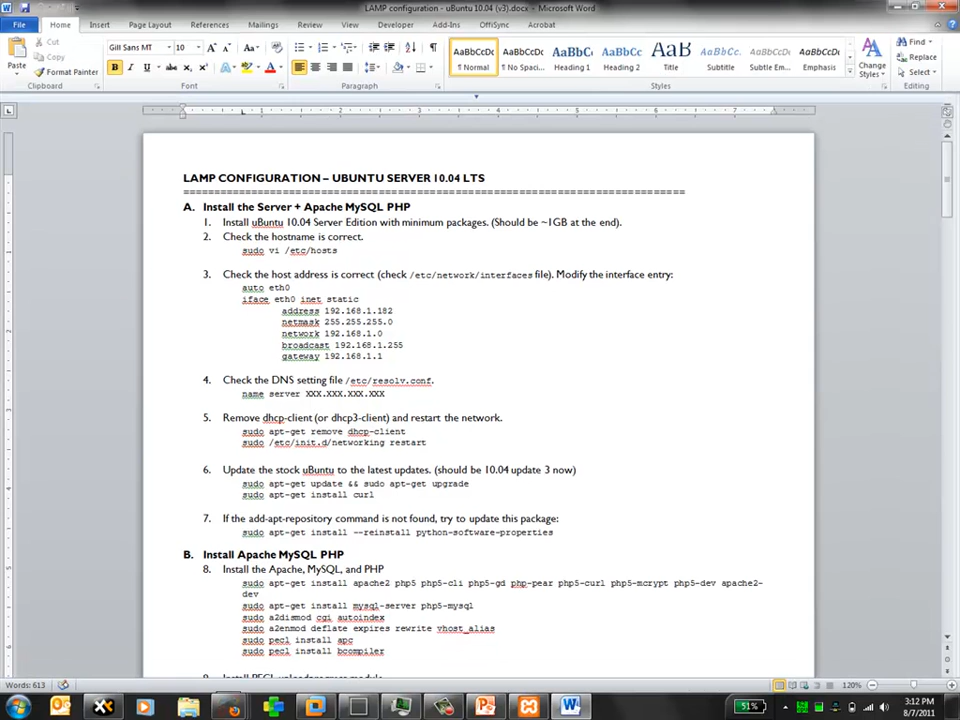 LAMP configuration - uBuntu 10.04 (v3).docx - Microsoft Word
File Home Insert Page Layout References Mailings Review View Developer Add-Ins OffiSync Acrobat
Cut
Copy
Format Painter
Paste
Clipboard
Gill Sans MT 10
Font
Paragraph
AaBbCcDc AaBbCcDc AaBbC AaBbCc AaB AaBbCc. AaBbCcDc AaBbCcDc
¶ Normal ¶ No Spaci... Heading 1 Heading 2 Title Subtitle Subtle Em... Emphasis
Styles
Change Styles
Find
Replace
Select
Editing
LAMP CONFIGURATION – UBUNTU SERVER 10.04 LTS
A. Install the Server + Apache MySQL PHP
1. Install uBuntu 10.04 Server Edition with minimum packages. (Should be ~1GB at the end).
2. Check the hostname is correct.
sudo vi /etc/hosts
3. Check the host address is correct (check /etc/network/interfaces file). Modify the interface entry:
auto eth0
iface eth0 inet static
address 192.168.1.182
netmask 255.255.255.0
network 192.168.1.0
broadcast 192.168.1.255
gateway 192.168.1.1
4. Check the DNS setting file /etc/resolv.conf.
name server XXX.XXX.XXX.XXX
5. Remove dhcp-client (or dhcp3-client) and restart the network.
sudo apt-get remove dhcp-client
sudo /etc/init.d/networking restart
6. Update the stock uBuntu to the latest updates. (should be 10.04 update 3 now)
sudo apt-get update && sudo apt-get upgrade
sudo apt-get install curl
7. If the add-apt-repository command is not found, try to update this package:
sudo apt-get install --reinstall python-software-properties
B. Install Apache MySQL PHP
8. Install the Apache, MySQL, and PHP
sudo apt-get install apache2 php5 php5-cli php5-gd php-pear php5-curl php5-mcrypt php5-dev apache2-
dev
sudo apt-get install mysql-server php5-mysql
sudo a2dismod cgi autoindex
sudo a2enmod deflate expires rewrite vhost_alias
sudo pecl install apc
sudo pecl install bcompiler
Words: 613
120%
51%
3:12 PM
8/7/2011